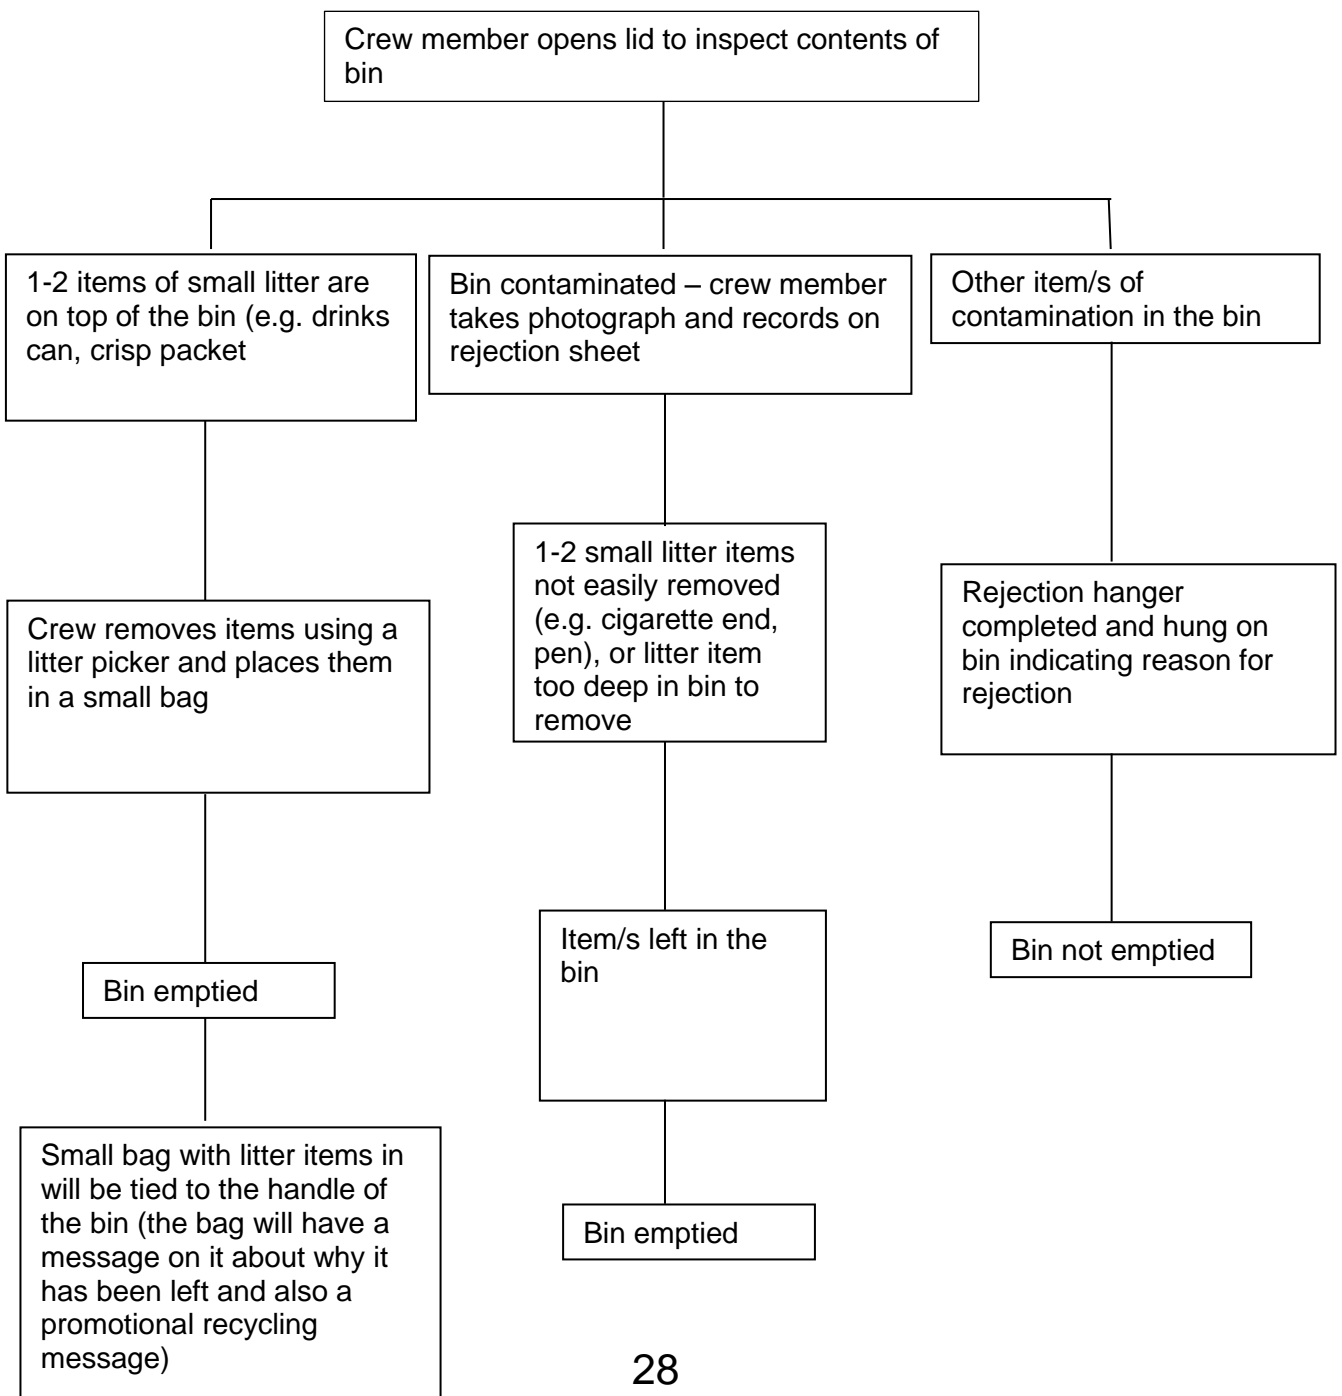 Crew member opens lid to inspect contents of
bin
1-2 items of small litter are
on top of the bin (e.g. drinks
can, crisp packet
Bin contaminated – crew member
takes photograph and records on
rejection sheet
Other item/s of
contamination in the bin
Crew removes items using a
litter picker and places them
in a small bag
1-2 small litter items
not easily removed
(e.g. cigarette end,
pen), or litter item
too deep in bin to
remove
Rejection hanger
completed and hung on
bin indicating reason for
rejection
Bin emptied
Item/s left in the
bin
Bin not emptied
Small bag with litter items in
will be tied to the handle of
the bin (the bag will have a
message on it about why it
has been left and also a
promotional recycling
message)
Bin emptied
28